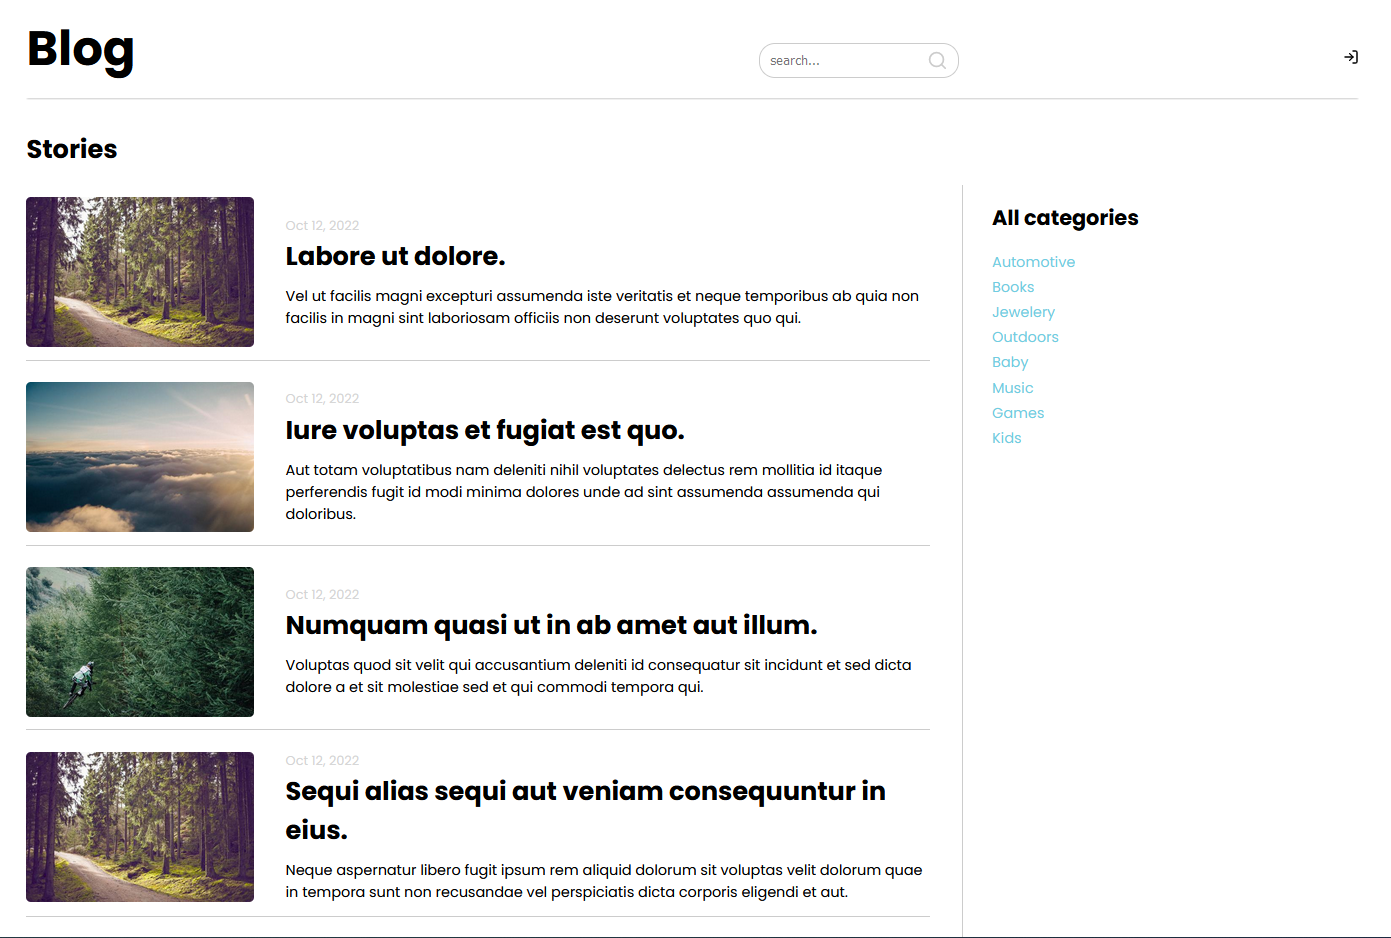 Blog
search...
Stories
Oct 12, 2022
Labore ut dolore.
Vel ut facilis magni excepturi assumenda iste veritatis et neque temporibus ab quia non
facilis in magni sint laboriosam officiis non deserunt voluptates quo qui.
Oct 12, 2022
Iure voluptas et fugiat est quo.
Aut totam voluptatibus nam deleniti nihil voluptates delectus rem mollitia id itaque
perferendis fugit id modi minima dolores unde ad sint assumenda assumenda qui
doloribus.
Oct 12, 2022
Numquam quasi ut in ab amet aut illum.
Voluptas quod sit velit qui accusantium deleniti id consequatur sit incidunt et sed dicta
dolore a et sit molestiae sed et qui commodi tempora qui.
Oct 12, 2022
Sequi alias sequi aut veniam consequuntur in
eius.
Neque aspernatur libero fugit ipsum rem aliquid dolorum sit voluptas velit dolorum quae
in tempora sunt non recusandae vel perspiciatis dicta corporis eligendi et aut.
All categories
Automotive
Books
Jewelery
Outdoors
Baby
Music
Games
Kids